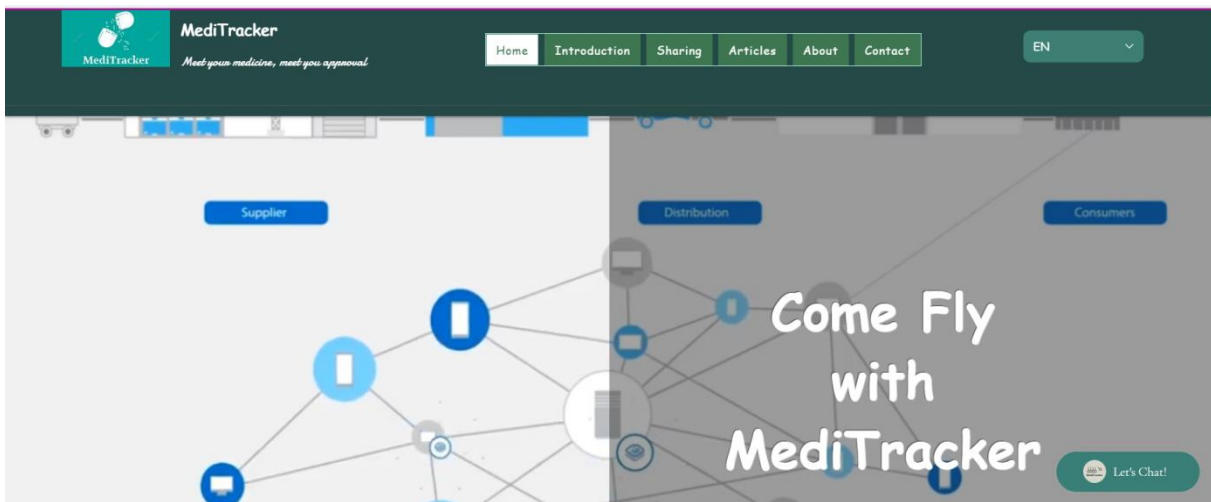 MediTracker
MediTracker
Meet your medicine, meet you approval
Home Introduction Sharing Articles About Contact
EN
Supplier Distribution Consumers
Come Fly
with
MediTracker
Let's Chat!